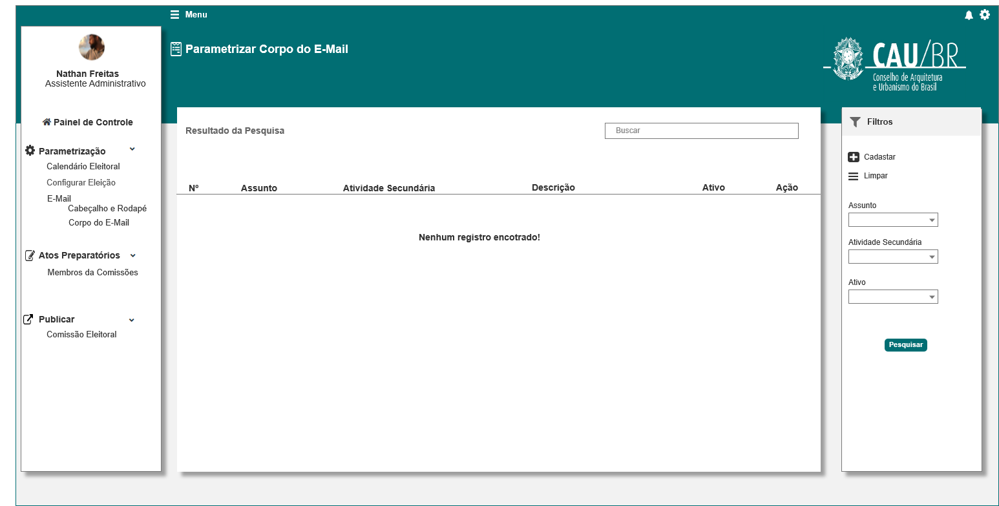 Menu
Parametrizar Corpo do E-Mail
CAU/BR
Conselho de Arquitetura
e Urbanismo do Brasil
Nathan Freitas
Assistente Administrativo
Painel de Controle
Parametrização
Calendário Eleitoral
Configurar Eleição
E-Mail
Cabeçalho e Rodapé
Corpo do E-Mail
Atos Preparatórios
Membros da Comissões
Publicar
Comissão Eleitoral
Resultado da Pesquisa
Buscar
Nº Assunto Atividade Secundária Descrição Ativo Ação
Nenhum registro encotrado!
Filtros
Cadastar
Limpar
Assunto
Atividade Secundária
Ativo
Pesquisar